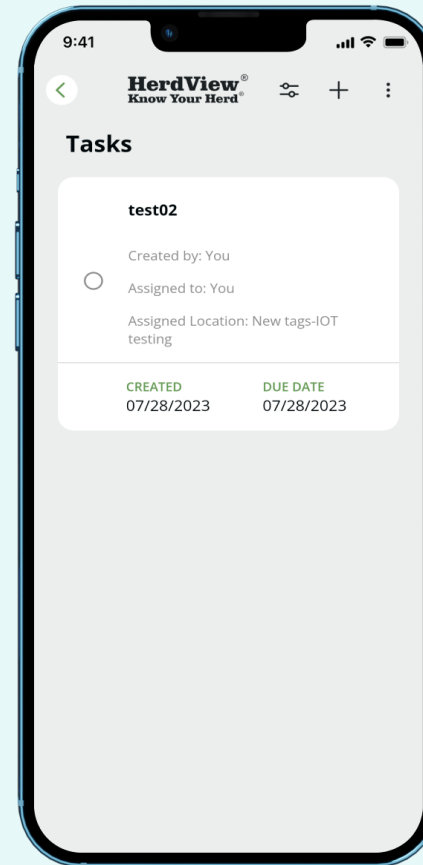 9:41
HerdView®
Know Your Herd®
Tasks
test02
Created by: You
Assigned to: You
Assigned Location: New tags-IOT
testing
CREATED DUE DATE
07/28/2023 07/28/2023